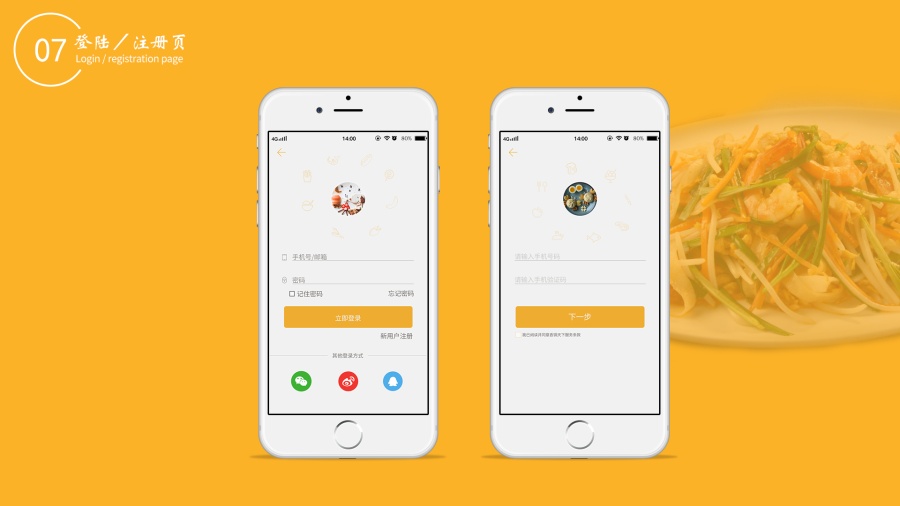 07
登陆／注册页
Login / registration page
4G
14:00
80%
手机号/邮箱
密码
记住密码
忘记密码
立即登录
新用户注册
其他登录方式
4G
14:00
80%
请输入手机号码
请输入手机验证码
下一步